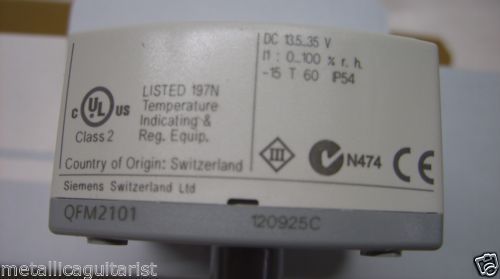 DC 13.5...35 V
I1 : 0...100 % r. h.
-15 T 60 IP54
C UL US
Class 2
LISTED 197N
Temperature
Indicating &
Reg. Equip.
Country of Origin: Switzerland
III
N474
CE
Siemens Switzerland Ltd
QFM2101
120925C
metallicaguitarist